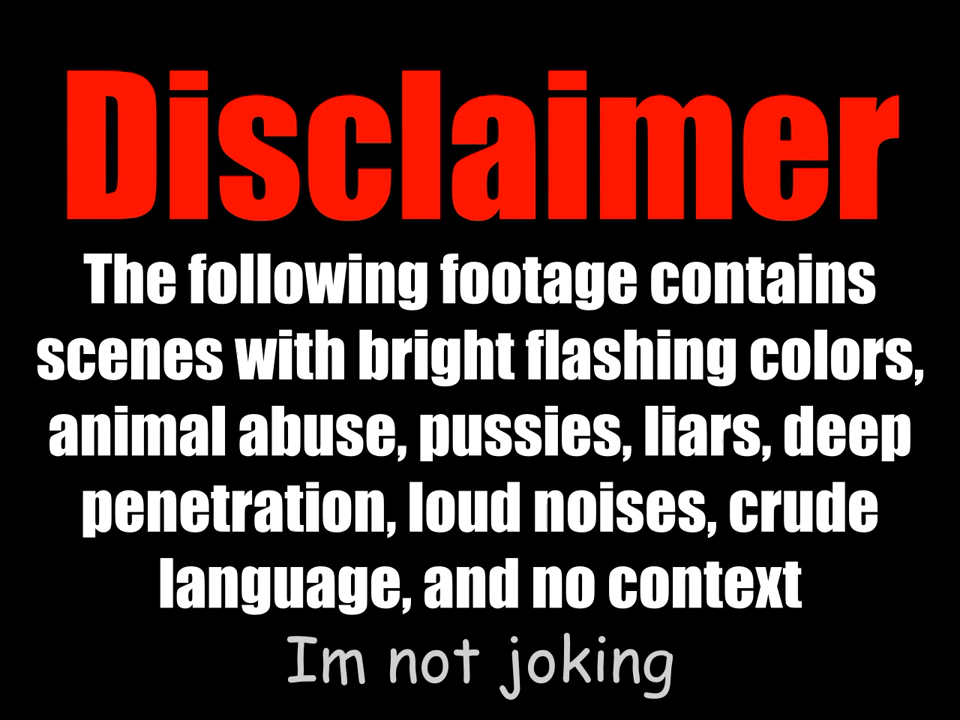 Disclaimer
The following footage contains
scenes with bright flashing colors,
animal abuse, pussies, liars, deep
penetration, loud noises, crude
language, and no context
Im not joking